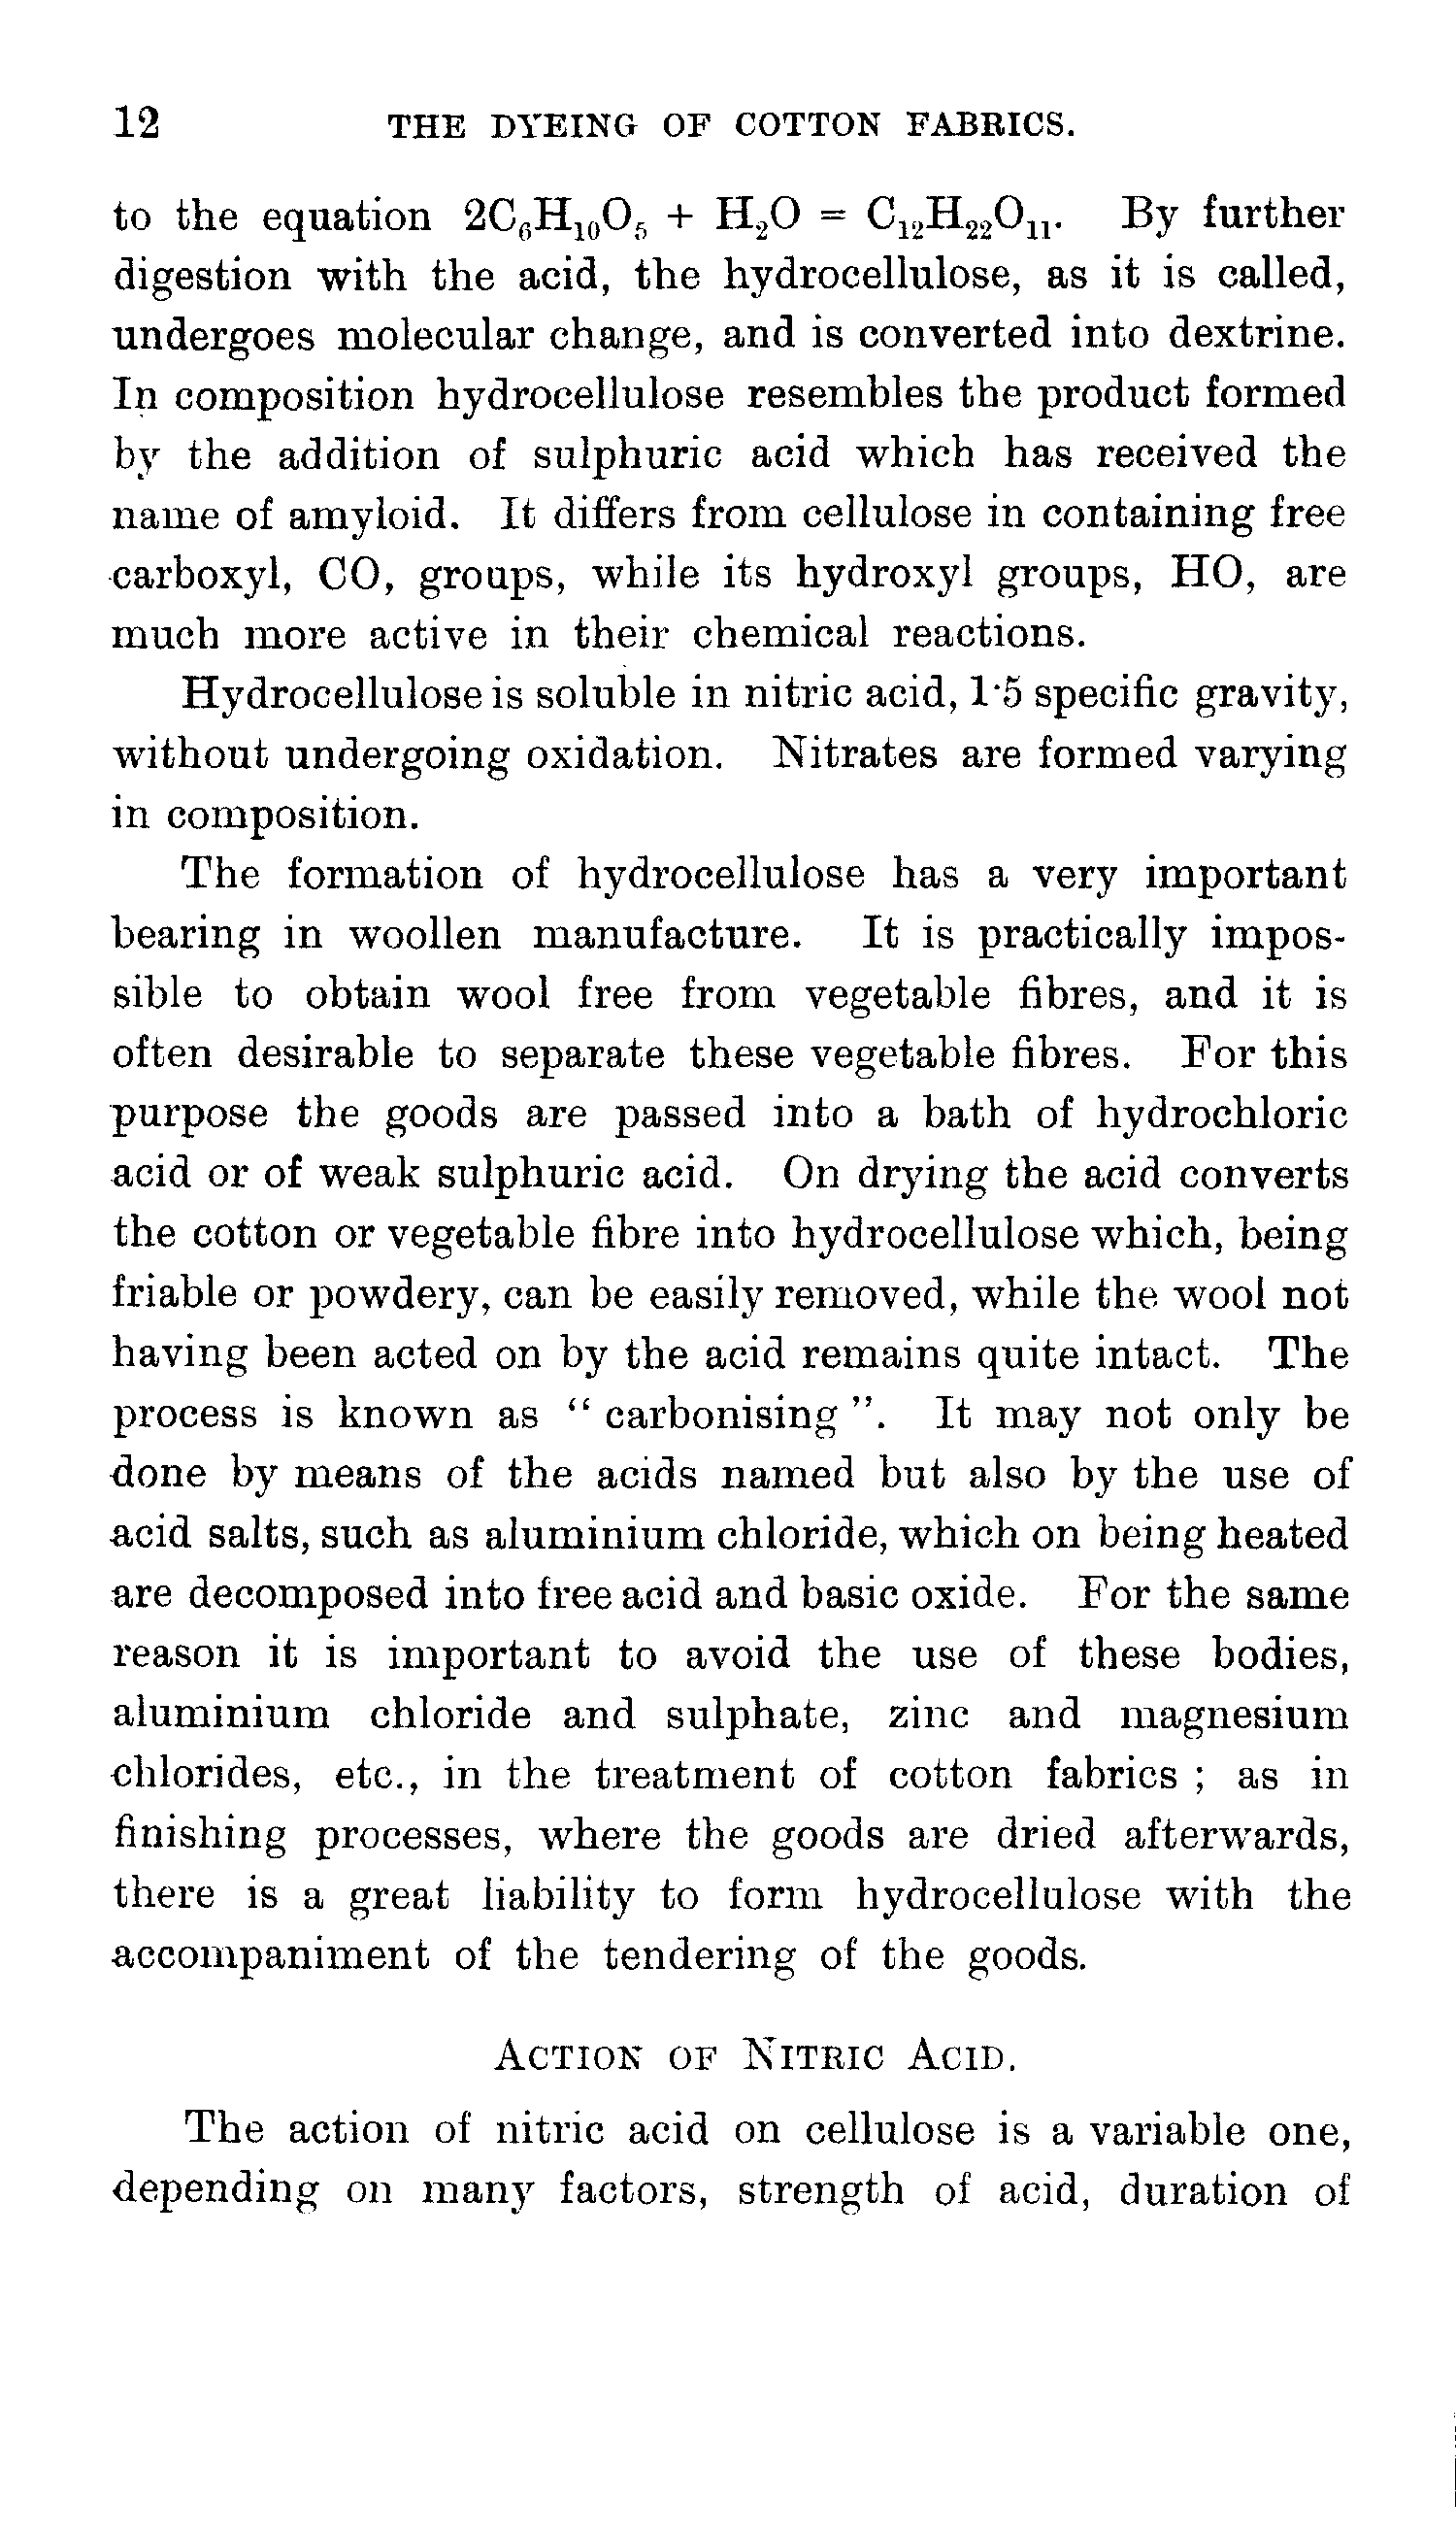 12 THE DYEING OF COTTON FABRICS.
to the equation 2C₆H₁₀O₅ + H₂O = C₁₂H₂₂O₁₁. By further
digestion with the acid, the hydrocellulose, as it is called,
undergoes molecular change, and is converted into dextrine.
In composition hydrocellulose resembles the product formed
by the addition of sulphuric acid which has received the
name of amyloid. It differs from cellulose in containing free
carboxyl, CO, groups, while its hydroxyl groups, HO, are
much more active in their chemical reactions.
Hydrocellulose is soluble in nitric acid, 1·5 specific gravity,
without undergoing oxidation. Nitrates are formed varying
in composition.
The formation of hydrocellulose has a very important
bearing in woollen manufacture. It is practically impos-
sible to obtain wool free from vegetable fibres, and it is
often desirable to separate these vegetable fibres. For this
purpose the goods are passed into a bath of hydrochloric
acid or of weak sulphuric acid. On drying the acid converts
the cotton or vegetable fibre into hydrocellulose which, being
friable or powdery, can be easily removed, while the wool not
having been acted on by the acid remains quite intact. The
process is known as “ carbonising ”. It may not only be
done by means of the acids named but also by the use of
acid salts, such as aluminium chloride, which on being heated
are decomposed into free acid and basic oxide. For the same
reason it is important to avoid the use of these bodies,
aluminium chloride and sulphate, zinc and magnesium
chlorides, etc., in the treatment of cotton fabrics ; as in
finishing processes, where the goods are dried afterwards,
there is a great liability to form hydrocellulose with the
accompaniment of the tendering of the goods.
ACTION OF NITRIC ACID.
The action of nitric acid on cellulose is a variable one,
depending on many factors, strength of acid, duration of